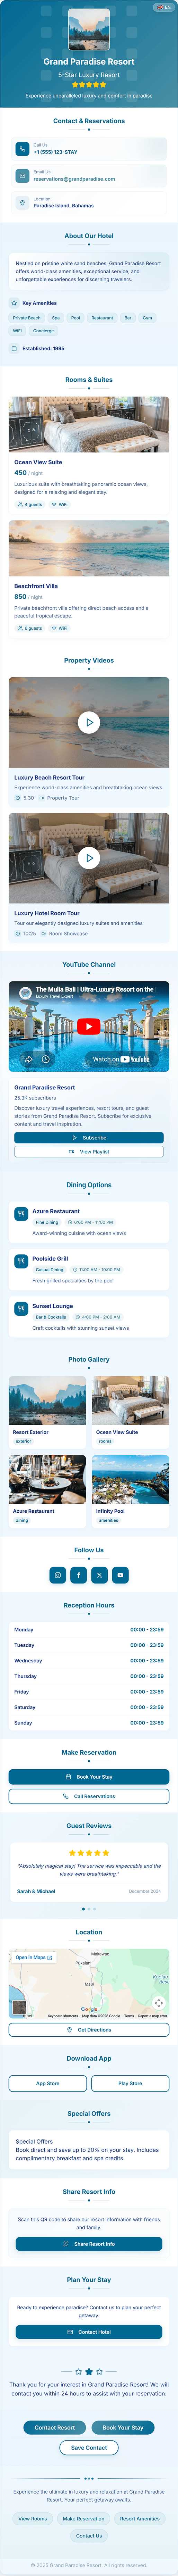 EN
Grand Paradise Resort
5-Star Luxury Resort
Experience unparalleled luxury and comfort in paradise
Contact & Reservations
Call Us
+1 (555) 123-STAY
Email Us
reservations@grandparadise.com
Location
Paradise Island, Bahamas
About Our Hotel
Nestled on pristine white sand beaches, Grand Paradise Resort
offers world-class amenities, exceptional service, and
unforgettable experiences for discerning travelers.
Key Amenities
Private Beach
Spa
Pool
Restaurant
Bar
Gym
WiFi
Concierge
Established: 1995
Rooms & Suites
Ocean View Suite
450 / night
Luxurious suite with breathtaking panoramic ocean views,
designed for a relaxing and elegant stay.
4 guests
WiFi
Beachfront Villa
850 / night
Private beachfront villa offering direct beach access and a
peaceful tropical escape.
6 guests
WiFi
Property Videos
Luxury Beach Resort Tour
Experience world-class amenities and breathtaking ocean views
5:30
Property Tour
Luxury Hotel Room Tour
Tour our elegantly designed luxury suites and amenities
10:25
Room Showcase
YouTube Channel
The Mulia Bali | Ultra-Luxury Resort on the
Luxury Travel Expert
Watch on YouTube
Grand Paradise Resort
25.3K subscribers
Discover luxury travel experiences, resort tours, and guest
stories from Grand Paradise Resort. Subscribe for exclusive
content and travel inspiration.
Subscribe
View Playlist
Dining Options
Azure Restaurant
Fine Dining
6:00 PM - 11:00 PM
Award-winning cuisine with ocean views
Poolside Grill
Casual Dining
11:00 AM - 10:00 PM
Fresh grilled specialties by the pool
Sunset Lounge
Bar & Cocktails
4:00 PM - 2:00 AM
Craft cocktails with stunning sunset views
Photo Gallery
Resort Exterior
exterior
Ocean View Suite
rooms
Azure Restaurant
dining
Infinity Pool
amenities
Follow Us
Reception Hours
Monday 00:00 - 23:59
Tuesday 00:00 - 23:59
Wednesday 00:00 - 23:59
Thursday 00:00 - 23:59
Friday 00:00 - 23:59
Saturday 00:00 - 23:59
Sunday 00:00 - 23:59
Make Reservation
Book Your Stay
Call Reservations
Guest Reviews
"Absolutely magical stay! The service was impeccable and the
views were breathtaking."
Sarah & Michael
December 2024
Location
Open in Maps
Makawao
Pukalani
Maui
Google
Keyboard shortcuts
Map data ©2026 Google
Terms
Report a map error
Get Directions
Download App
App Store
Play Store
Special Offers
Special Offers
Book direct and save up to 20% on your stay. Includes
complimentary breakfast and spa credits.
Share Resort Info
Scan this QR code to share our resort information with friends
and family.
Share Resort Info
Plan Your Stay
Ready to experience paradise? Contact us to plan your perfect
getaway.
Contact Hotel
Thank you for your interest in Grand Paradise Resort! We will
contact you within 24 hours to assist with your reservation.
Contact Resort
Book Your Stay
Save Contact
Experience the ultimate in luxury and relaxation at Grand Paradise
Resort. Your perfect getaway awaits.
View Rooms
Make Reservation
Resort Amenities
Contact Us
© 2025 Grand Paradise Resort. All rights reserved.